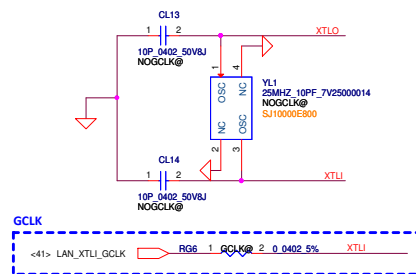 CL13
1 2
XTLO
10P_0402_50V8J
NOGCLK@
1 4
OSC NC
YL1
25MHZ_10PF_7V25000014
NOGCLK@
SJ10000E800
NC OSC
2 3
CL14
1 2
XTLI
10P_0402_50V8J
NOGCLK@
GCLK
<41> LAN_XTLI_GCLK RG6 1 GCLK@ 2 0_0402_5% XTLI